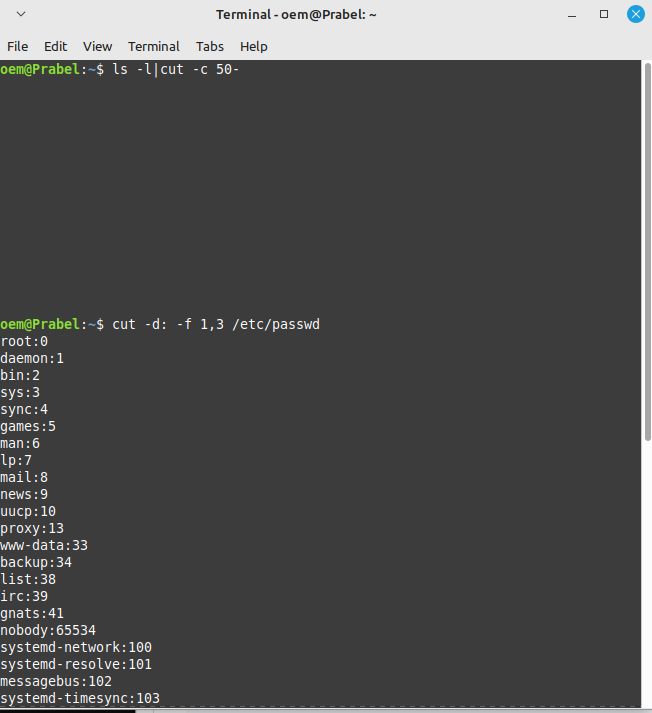 Terminal - oem@Prabel: ~
File Edit View Terminal Tabs Help
oem@Prabel:~$ ls -l|cut -c 50-
oem@Prabel:~$ cut -d: -f 1,3 /etc/passwd
root:0
daemon:1
bin:2
sys:3
sync:4
games:5
man:6
lp:7
mail:8
news:9
uucp:10
proxy:13
www-data:33
backup:34
list:38
irc:39
gnats:41
nobody:65534
systemd-network:100
systemd-resolve:101
messagebus:102
systemd-timesync:103